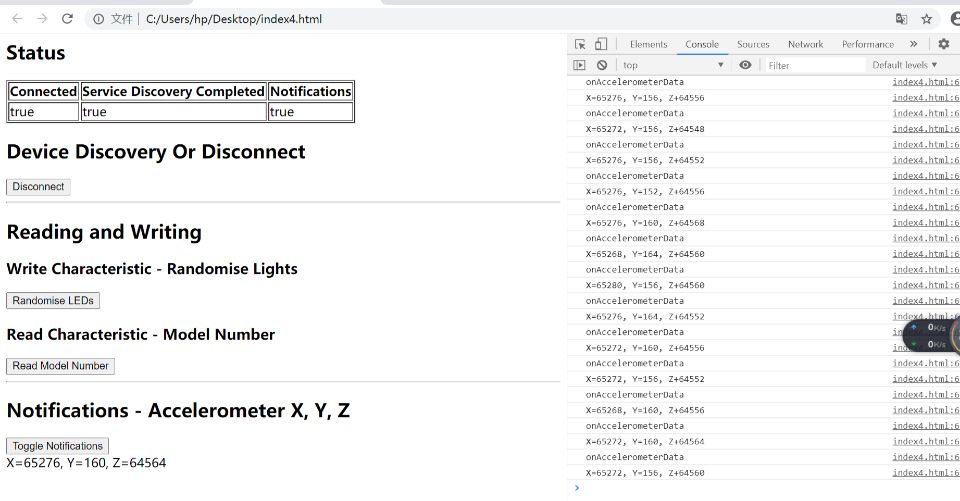 文件 | C:/Users/hp/Desktop/index4.html
Status
Connected Service Discovery Completed Notifications
true true true
Device Discovery Or Disconnect
Disconnect
Reading and Writing
Write Characteristic - Randomise Lights
Randomise LEDs
Read Characteristic - Model Number
Read Model Number
Notifications - Accelerometer X, Y, Z
Toggle Notifications
X=65276, Y=160, Z=64564
Elements Console Sources Network Performance »
top Filter Default levels ▼
onAccelerometerData index4.html:6
X=65276, Y=156, Z+64556 index4.html:6
onAccelerometerData index4.html:6
X=65272, Y=156, Z+64548 index4.html:6
onAccelerometerData index4.html:6
X=65276, Y=156, Z+64552 index4.html:6
onAccelerometerData index4.html:6
X=65276, Y=152, Z+64556 index4.html:6
onAccelerometerData index4.html:6
X=65276, Y=160, Z+64568 index4.html:6
onAccelerometerData index4.html:6
X=65268, Y=164, Z+64560 index4.html:6
onAccelerometerData index4.html:6
X=65280, Y=156, Z+64560 index4.html:6
onAccelerometerData index4.html:6
X=65276, Y=164, Z+64552 index4.html:6
onAccelerometerData in
0K/s
X=65272, Y=160, Z+64556
0K/s
onAccelerometerData index4.html:6
X=65272, Y=156, Z+64552 index4.html:6
onAccelerometerData index4.html:6
X=65268, Y=160, Z+64556 index4.html:6
onAccelerometerData index4.html:6
X=65272, Y=160, Z+64564 index4.html:6
onAccelerometerData index4.html:6
X=65272, Y=156, Z+64560 index4.html:6